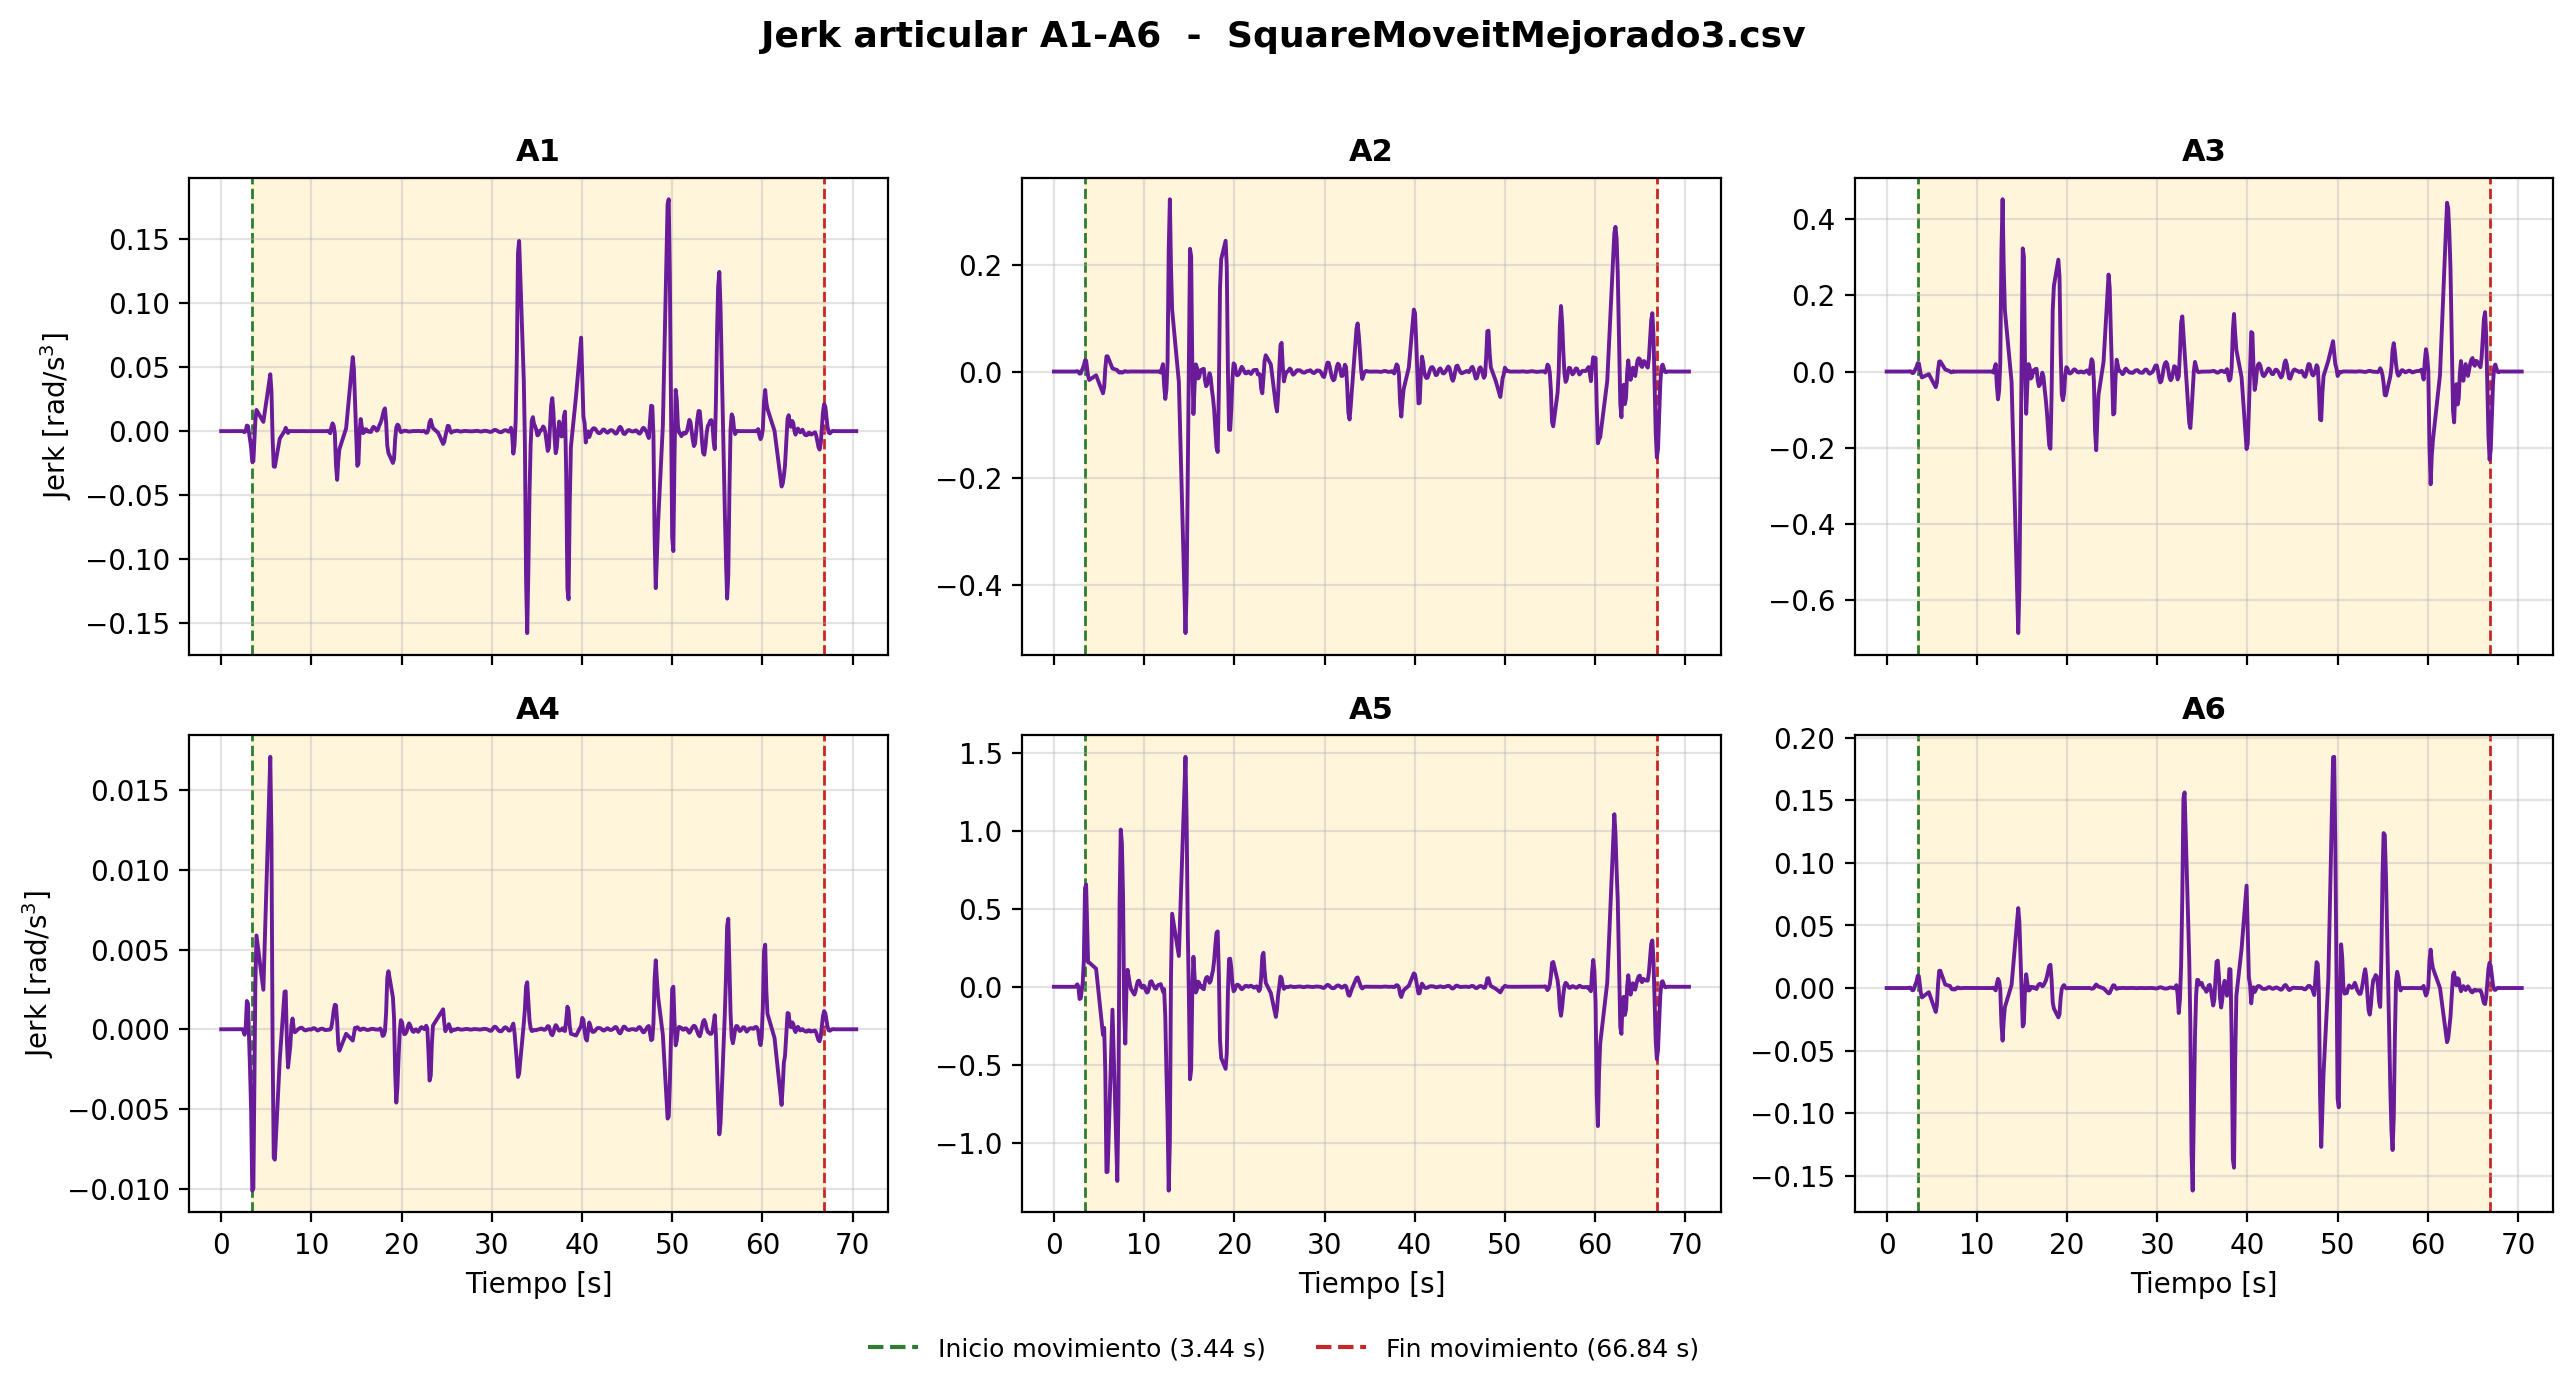 Jerk articular A1-A6  -  SquareMoveitMejorado3.csv
A1
A2
A3
Jerk [rad/s³]
0.15
0.10
0.05
0.00
−0.05
−0.10
−0.15
0.2
0.0
−0.2
−0.4
0.4
0.2
0.0
−0.2
−0.4
−0.6
A4
A5
A6
Jerk [rad/s³]
0.015
0.010
0.005
0.000
−0.005
−0.010
1.5
1.0
0.5
0.0
−0.5
−1.0
0.20
0.15
0.10
0.05
0.00
−0.05
−0.10
−0.15
0 10 20 30 40 50 60 70
0 10 20 30 40 50 60 70
0 10 20 30 40 50 60 70
Tiempo [s]
Tiempo [s]
Tiempo [s]
Inicio movimiento (3.44 s)
Fin movimiento (66.84 s)